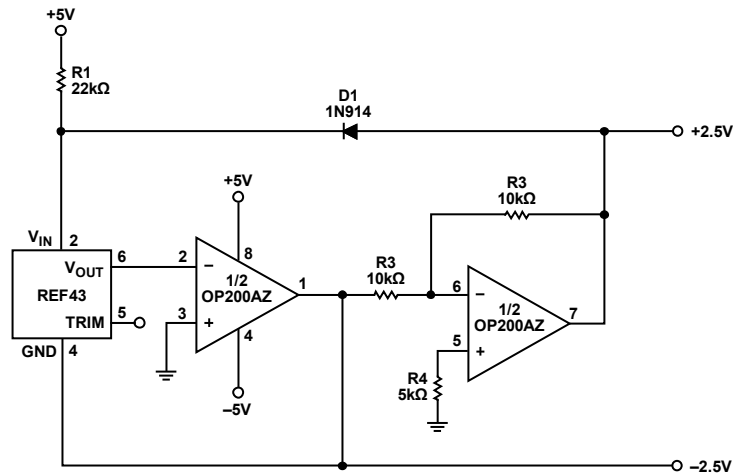 +5V
R1
22kΩ
D1
1N914
+2.5V
+5V
R3
10kΩ
VIN
2
VOUT
6
2
–
8
1/2
OP200AZ
1
R3
10kΩ
6
–
1/2
OP200AZ
7
REF43
TRIM
5
3
+
4
5
+
GND
4
–5V
R4
5kΩ
–2.5V